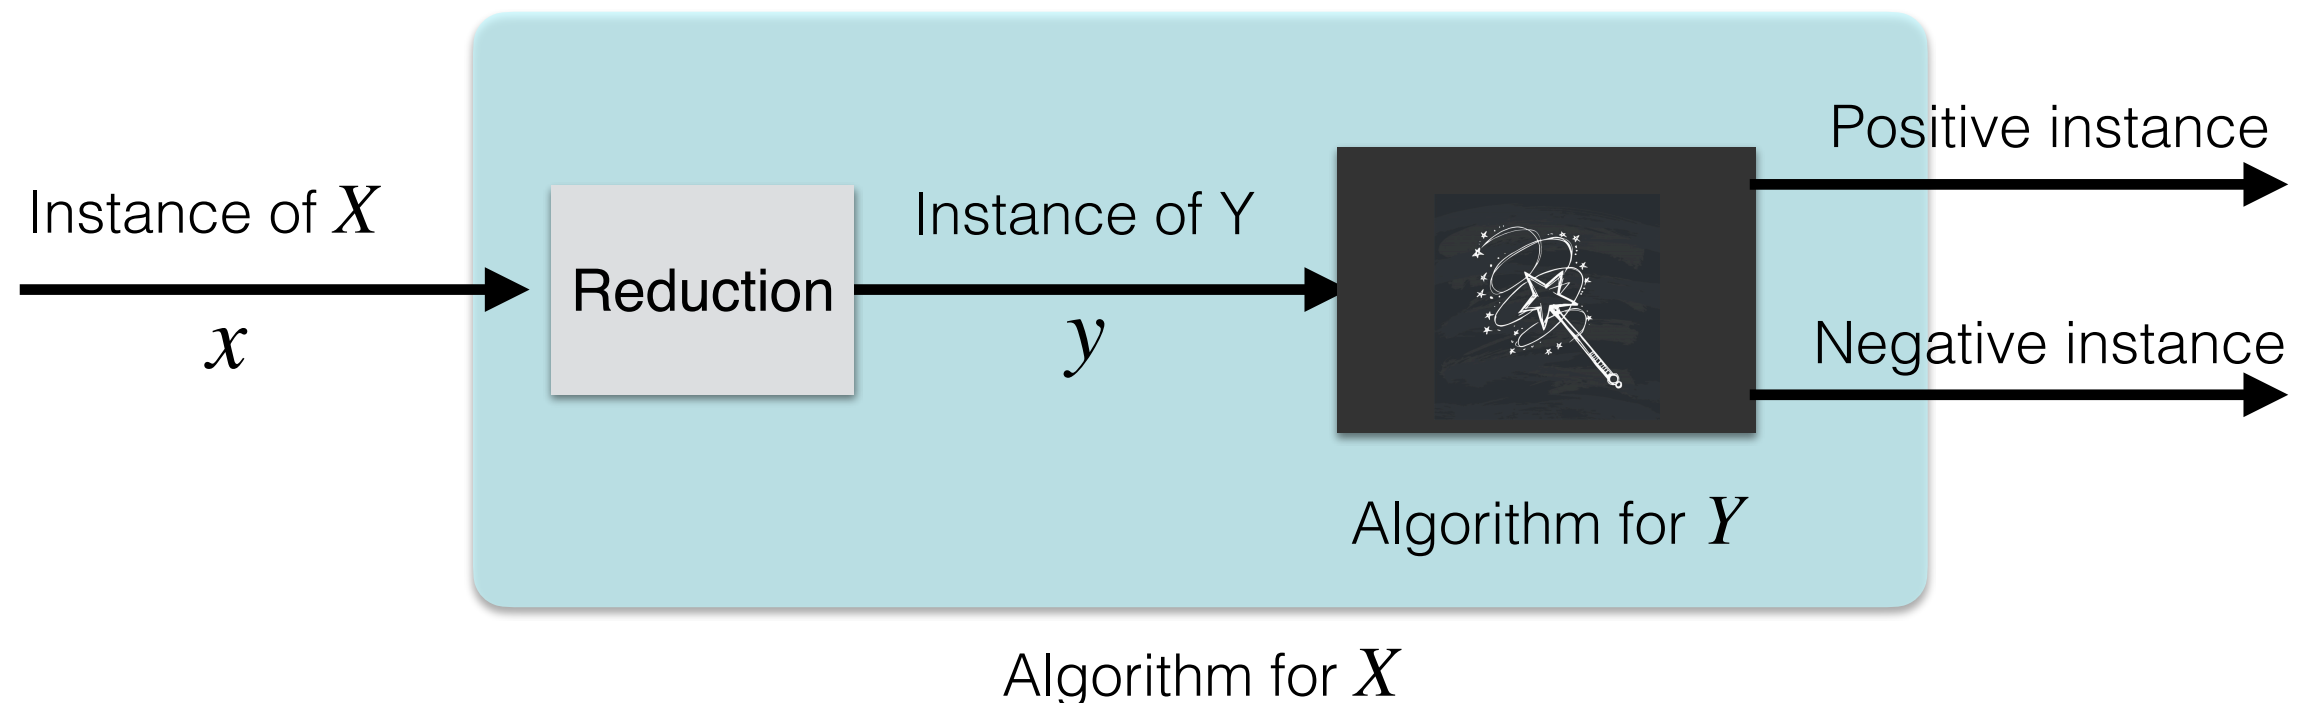 Positive instance
Instance of X
Instance of Y
Reduction
x
y
Negative instance
Algorithm for Y
Algorithm for X